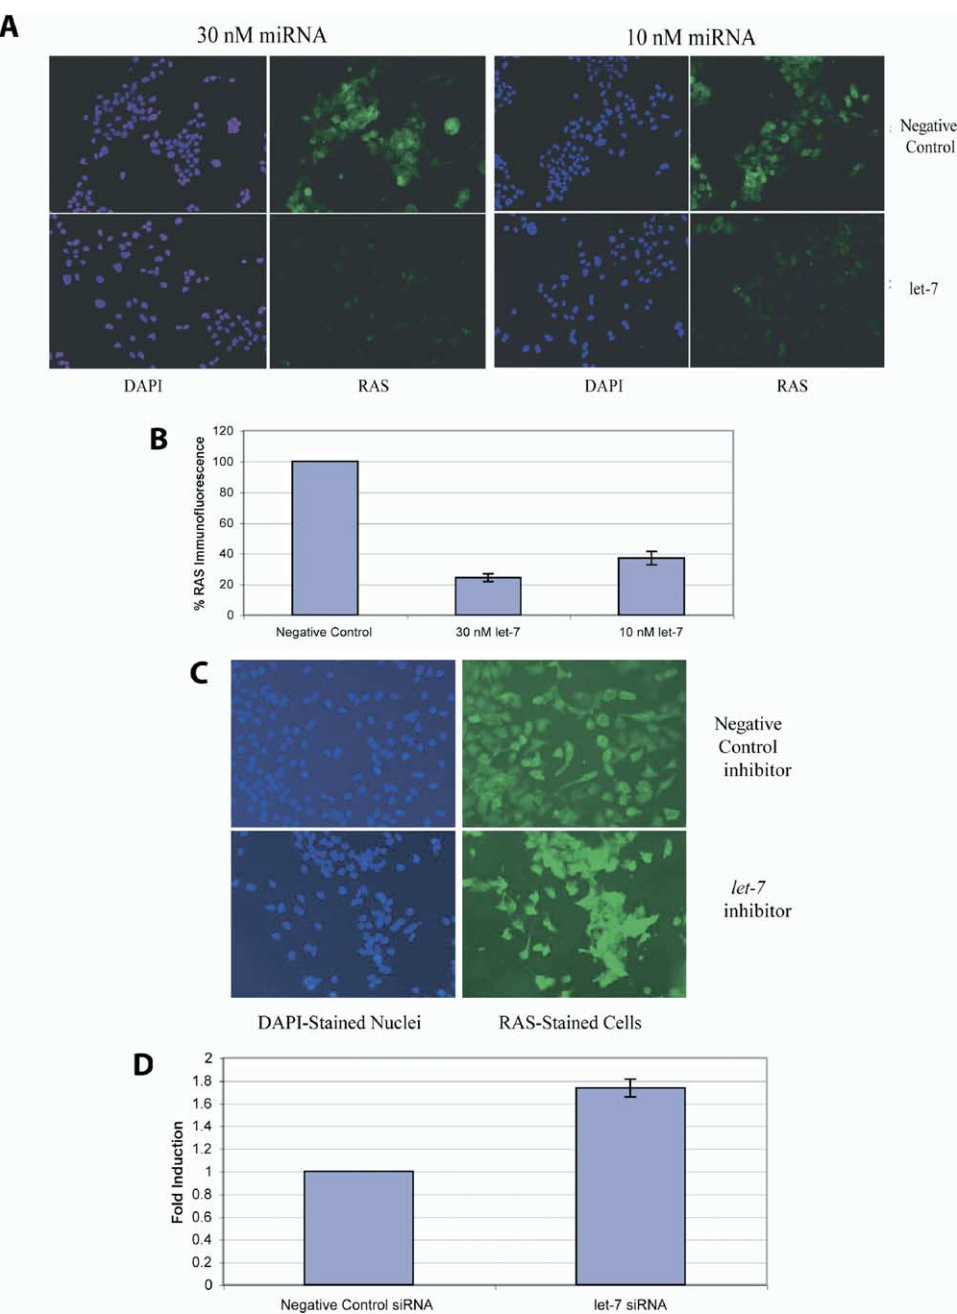 A
30 nM miRNA
10 nM miRNA
Negative
Control
let-7
DAPI
RAS
DAPI
RAS
B
% RAS Immunofluorescence
120
100
80
60
40
20
0
Negative Control
30 nM let-7
10 nM let-7
C
Negative
Control
inhibitor
let-7
inhibitor
DAPI-Stained Nuclei
RAS-Stained Cells
D
Fold Induction
2
1.8
1.6
1.4
1.2
1
0.8
0.6
0.4
0.2
0
Negative Control siRNA
let-7 siRNA